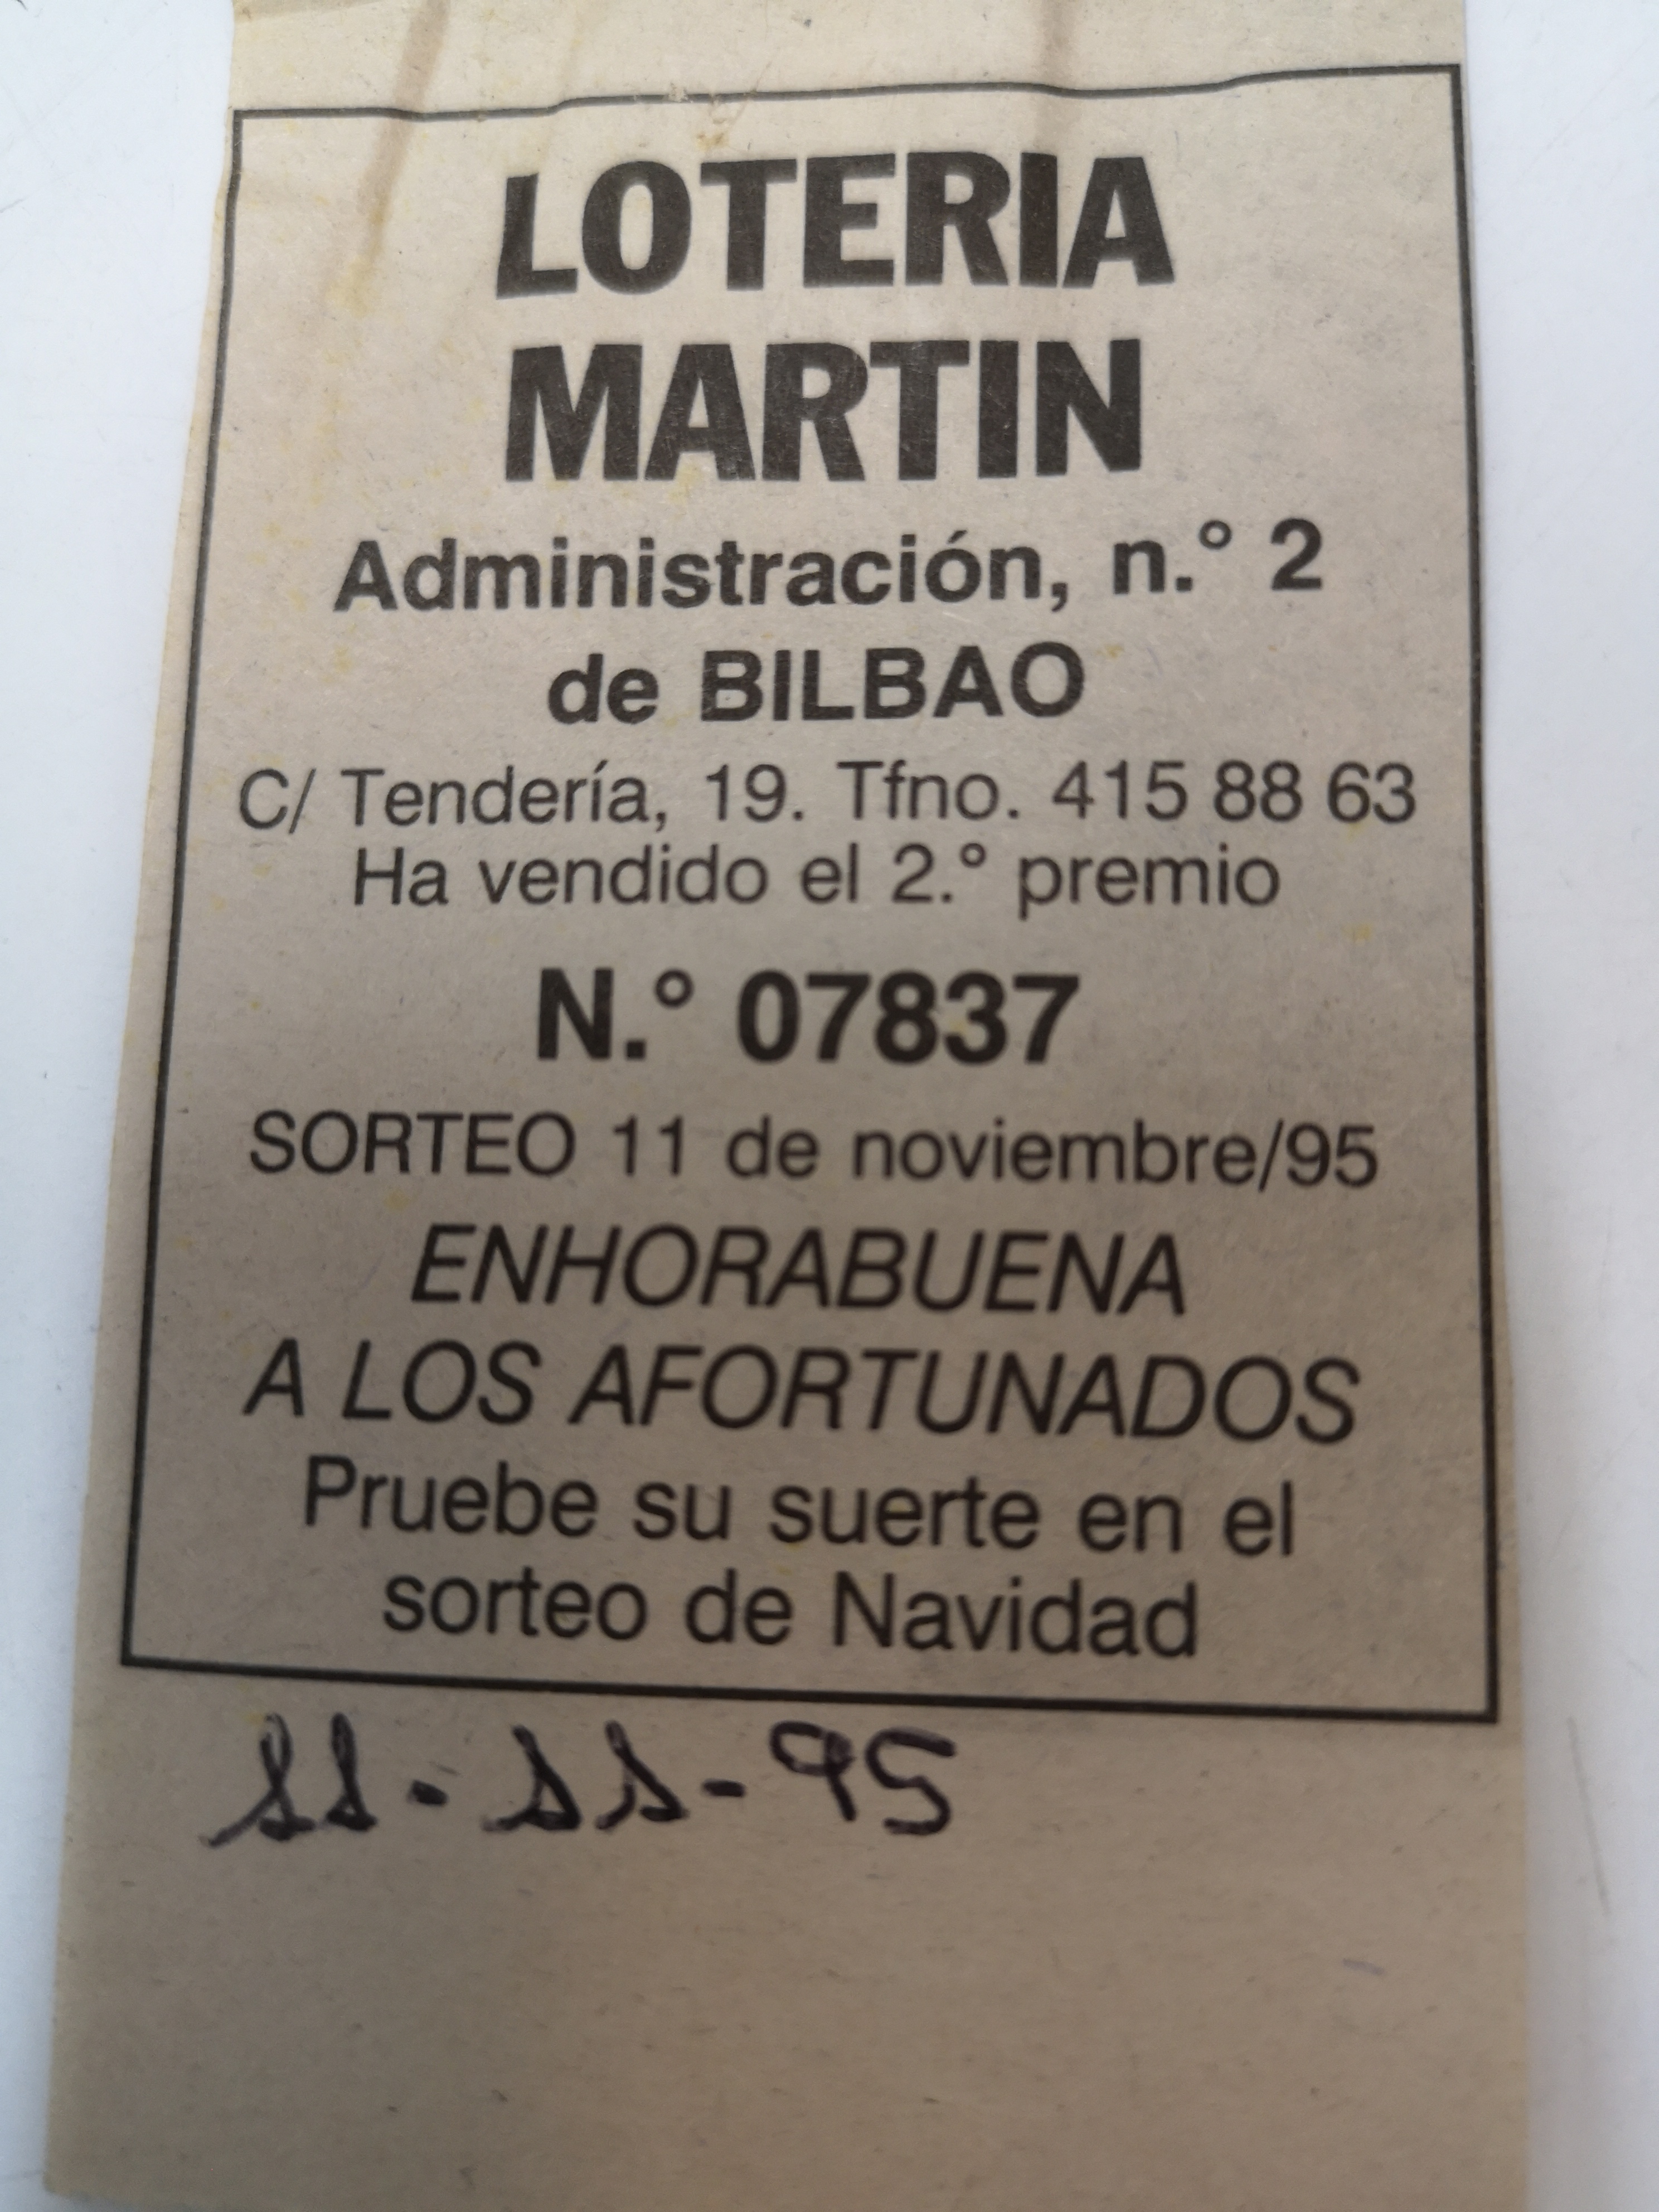 LOTERIA
MARTIN
Administración, n.° 2
de BILBAO
C/ Tendería, 19. Tfno. 415 88 63
Ha vendido el 2.° premio
N.° 07837
SORTEO 11 de noviembre/95
ENHORABUENA
A LOS AFORTUNADOS
Pruebe su suerte en el
sorteo de Navidad
11-11-95